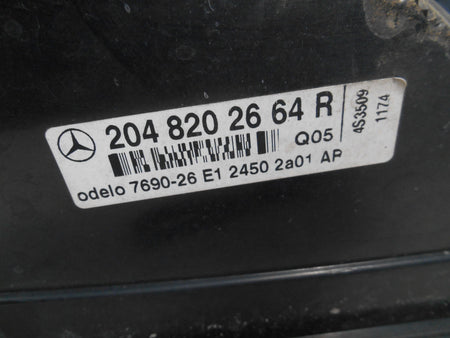 204 820 26 64 R
Q05
odelo 7690-26 E1 2450 2a01 AP
4S3509
1174